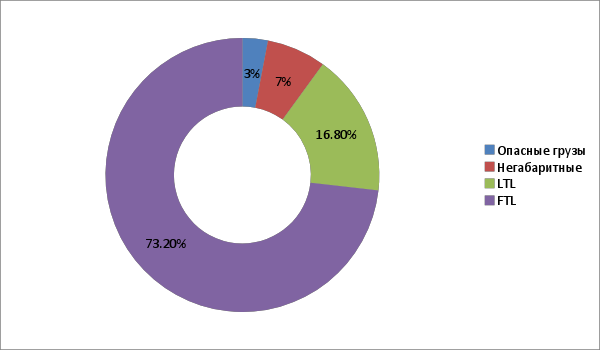 3%
7%
16.80%
73.20%
Опасные грузы
Негабаритные
LTL
FTL